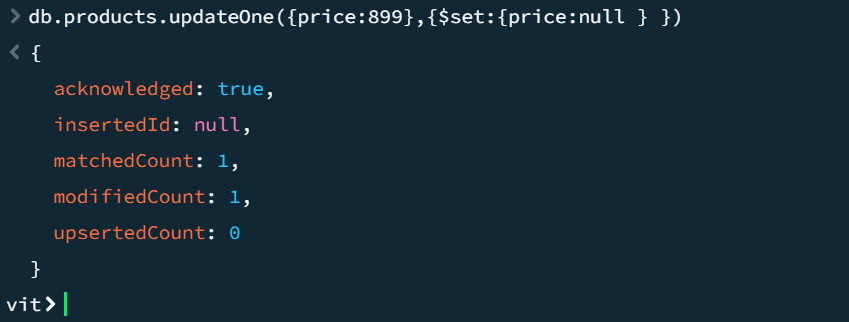 > db.products.updateOne({price:899},{$set:{price:null } })
< {
acknowledged: true,
insertedId: null,
matchedCount: 1,
modifiedCount: 1,
upsertedCount: 0
}
vit>